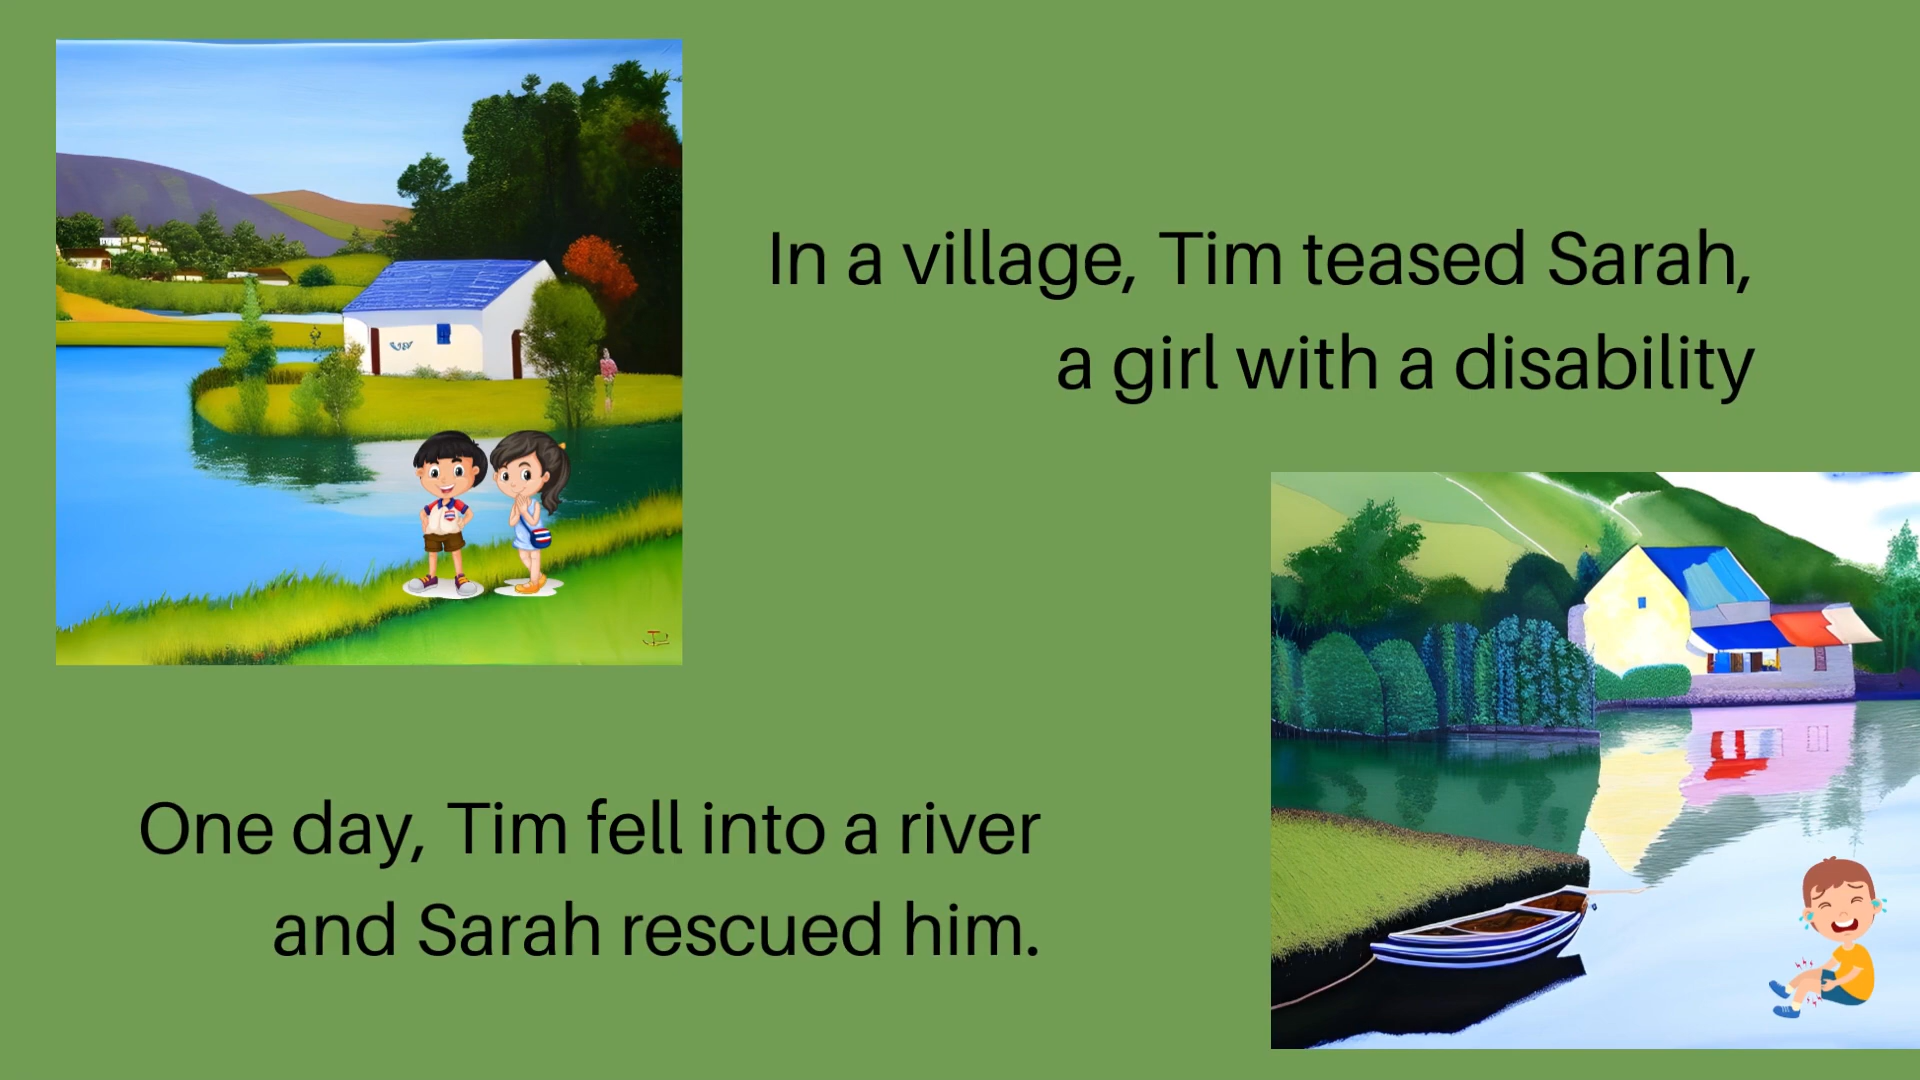 In a village, Tim teased Sarah,
a girl with a disability
One day, Tim fell into a river
and Sarah rescued him.